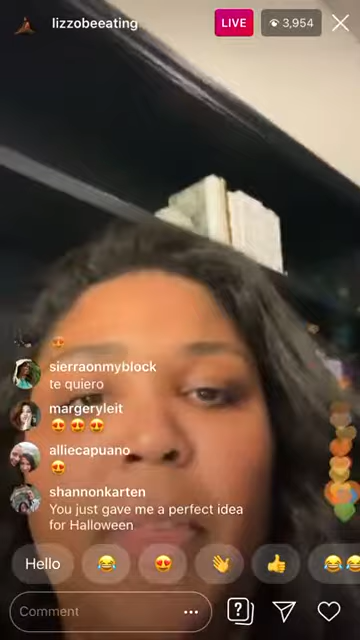 lizzobeeating
LIVE
3,954
sierraonmyblock
te quiero
margeryleit
alliecapuano
shannonkarten
You just gave me a perfect idea
for Halloween
Hello
Comment